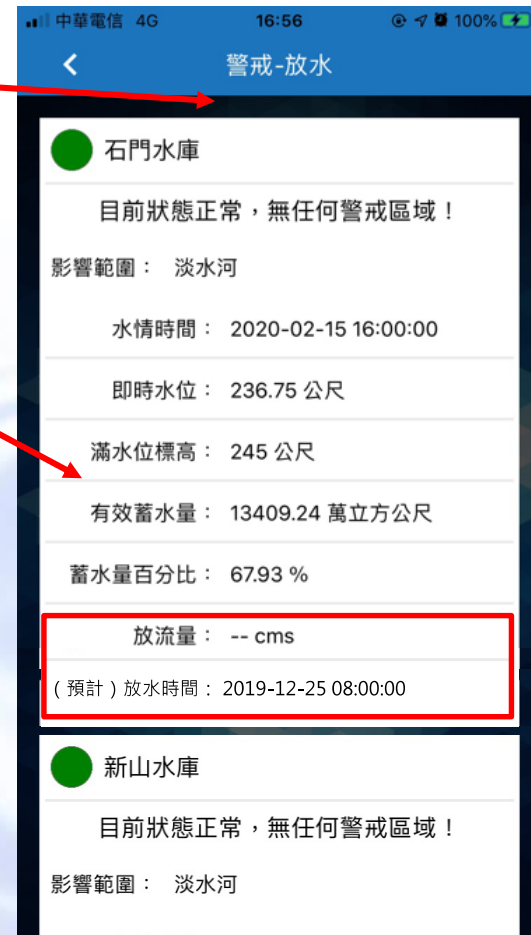 中華電信 4G 16:56 100%
警戒-放水
石門水庫
目前狀態正常，無任何警戒區域！
影響範圍： 淡水河
水情時間： 2020-02-15 16:00:00
即時水位： 236.75 公尺
滿水位標高： 245 公尺
有效蓄水量： 13409.24 萬立方公尺
蓄水量百分比： 67.93 %
放流量： -- cms
（預計）放水時間： 2019-12-25 08:00:00
新山水庫
目前狀態正常，無任何警戒區域！
影響範圍： 淡水河